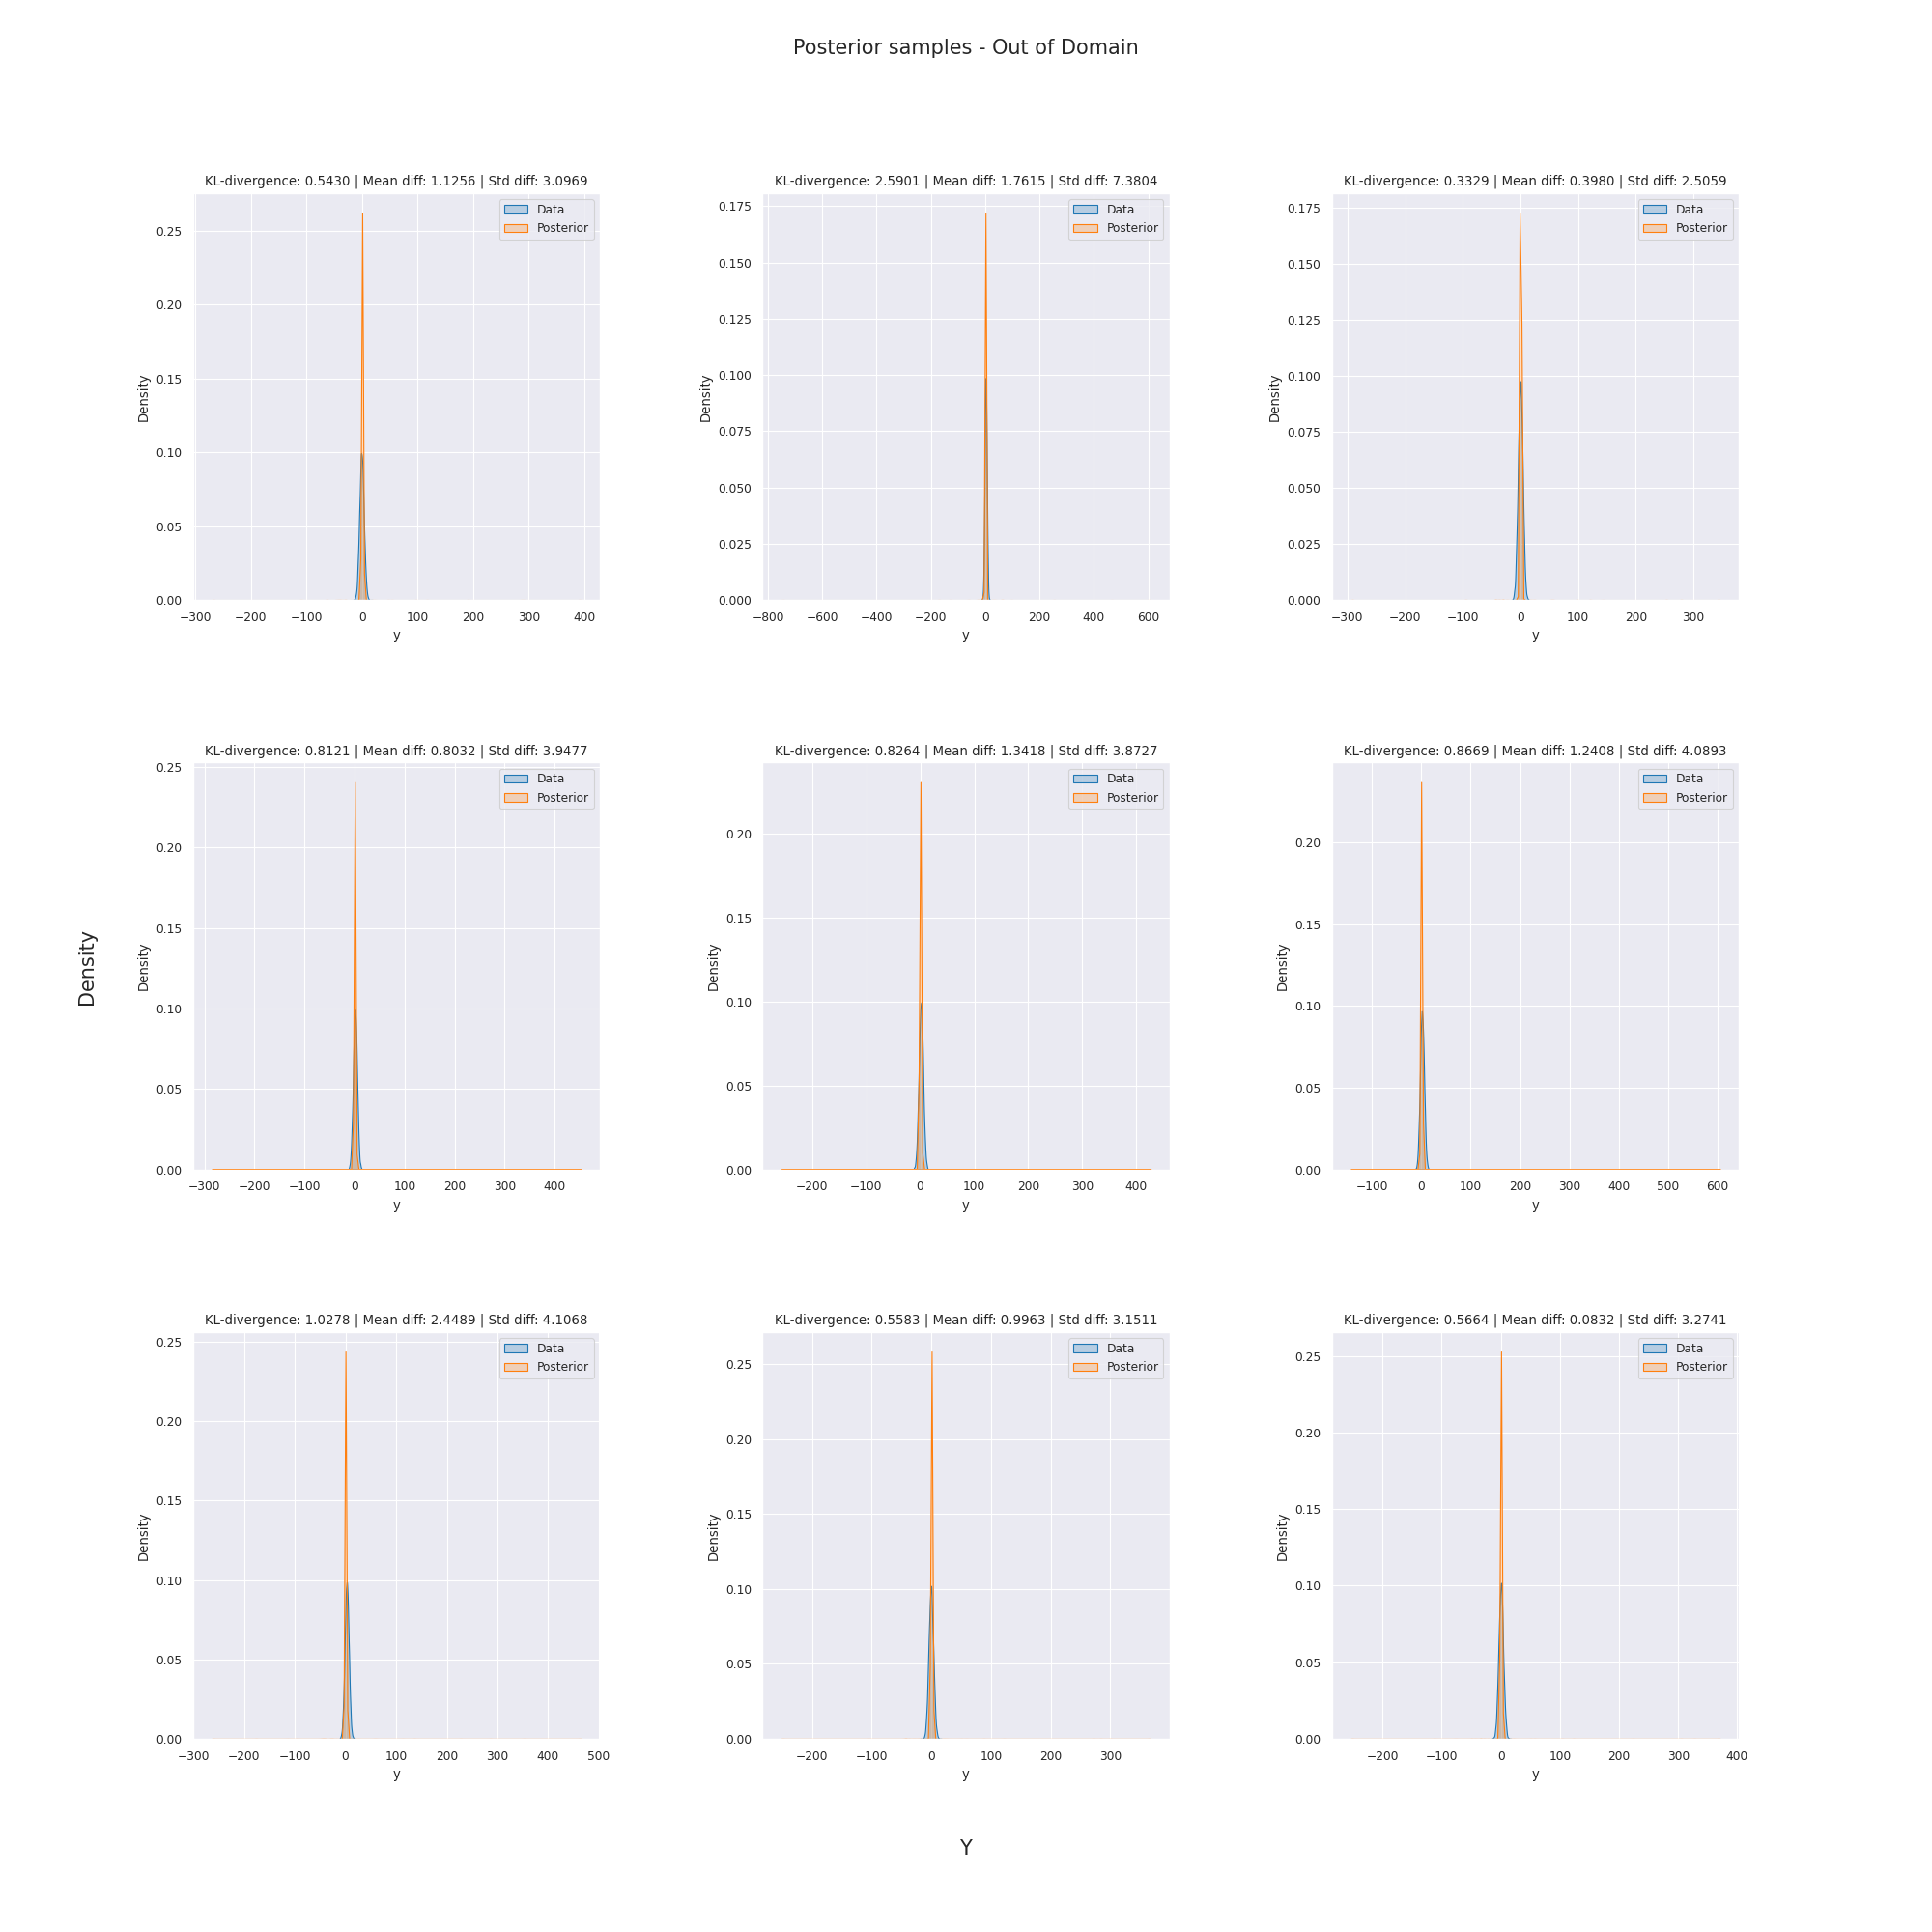 Posterior samples - Out of Domain
KL-divergence: 0.5430 | Mean diff: 1.1256 | Std diff: 3.0969
Data
Posterior
0.25
0.20
0.15
0.10
0.05
0.00
Density
−300 −200 −100 0 100 200 300 400
y
KL-divergence: 2.5901 | Mean diff: 1.7615 | Std diff: 7.3804
Data
Posterior
0.175
0.150
0.125
0.100
0.075
0.050
0.025
0.000
Density
−800 −600 −400 −200 0 200 400 600
y
KL-divergence: 0.3329 | Mean diff: 0.3980 | Std diff: 2.5059
Data
Posterior
0.175
0.150
0.125
0.100
0.075
0.050
0.025
0.000
Density
−300 −200 −100 0 100 200 300
y
Density
KL-divergence: 0.8121 | Mean diff: 0.8032 | Std diff: 3.9477
Data
Posterior
0.25
0.20
0.15
0.10
0.05
0.00
Density
−300 −200 −100 0 100 200 300 400
y
KL-divergence: 0.8264 | Mean diff: 1.3418 | Std diff: 3.8727
Data
Posterior
0.20
0.15
0.10
0.05
0.00
Density
−200 −100 0 100 200 300 400
y
KL-divergence: 0.8669 | Mean diff: 1.2408 | Std diff: 4.0893
Data
Posterior
0.20
0.15
0.10
0.05
0.00
Density
−100 0 100 200 300 400 500 600
y
KL-divergence: 1.0278 | Mean diff: 2.4489 | Std diff: 4.1068
Data
Posterior
0.25
0.20
0.15
0.10
0.05
0.00
Density
−300 −200 −100 0 100 200 300 400 500
y
KL-divergence: 0.5583 | Mean diff: 0.9963 | Std diff: 3.1511
Data
Posterior
0.25
0.20
0.15
0.10
0.05
0.00
Density
−200 −100 0 100 200 300
y
KL-divergence: 0.5664 | Mean diff: 0.0832 | Std diff: 3.2741
Data
Posterior
0.25
0.20
0.15
0.10
0.05
0.00
Density
−200 −100 0 100 200 300 400
y
Y